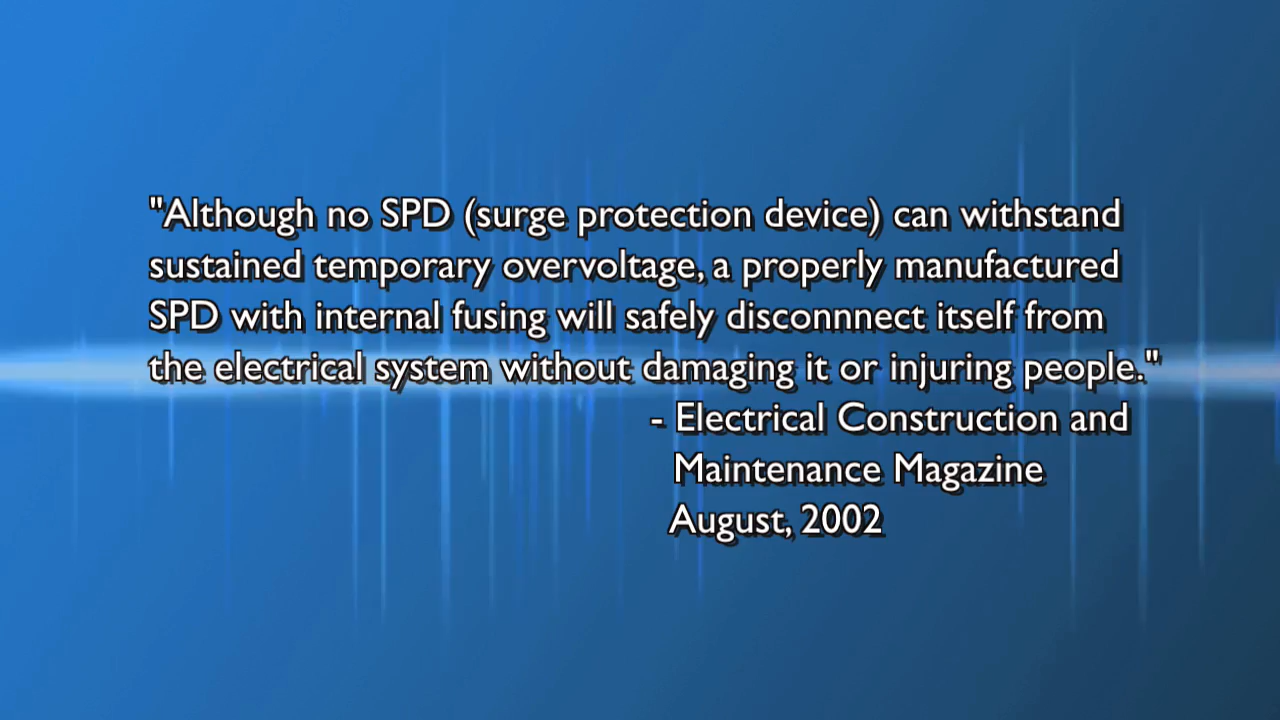 "Although no SPD (surge protection device) can withstand
sustained temporary overvoltage, a properly manufactured
SPD with internal fusing will safely disconnnect itself from
the electrical system without damaging it or injuring people."
- Electrical Construction and
Maintenance Magazine
August, 2002